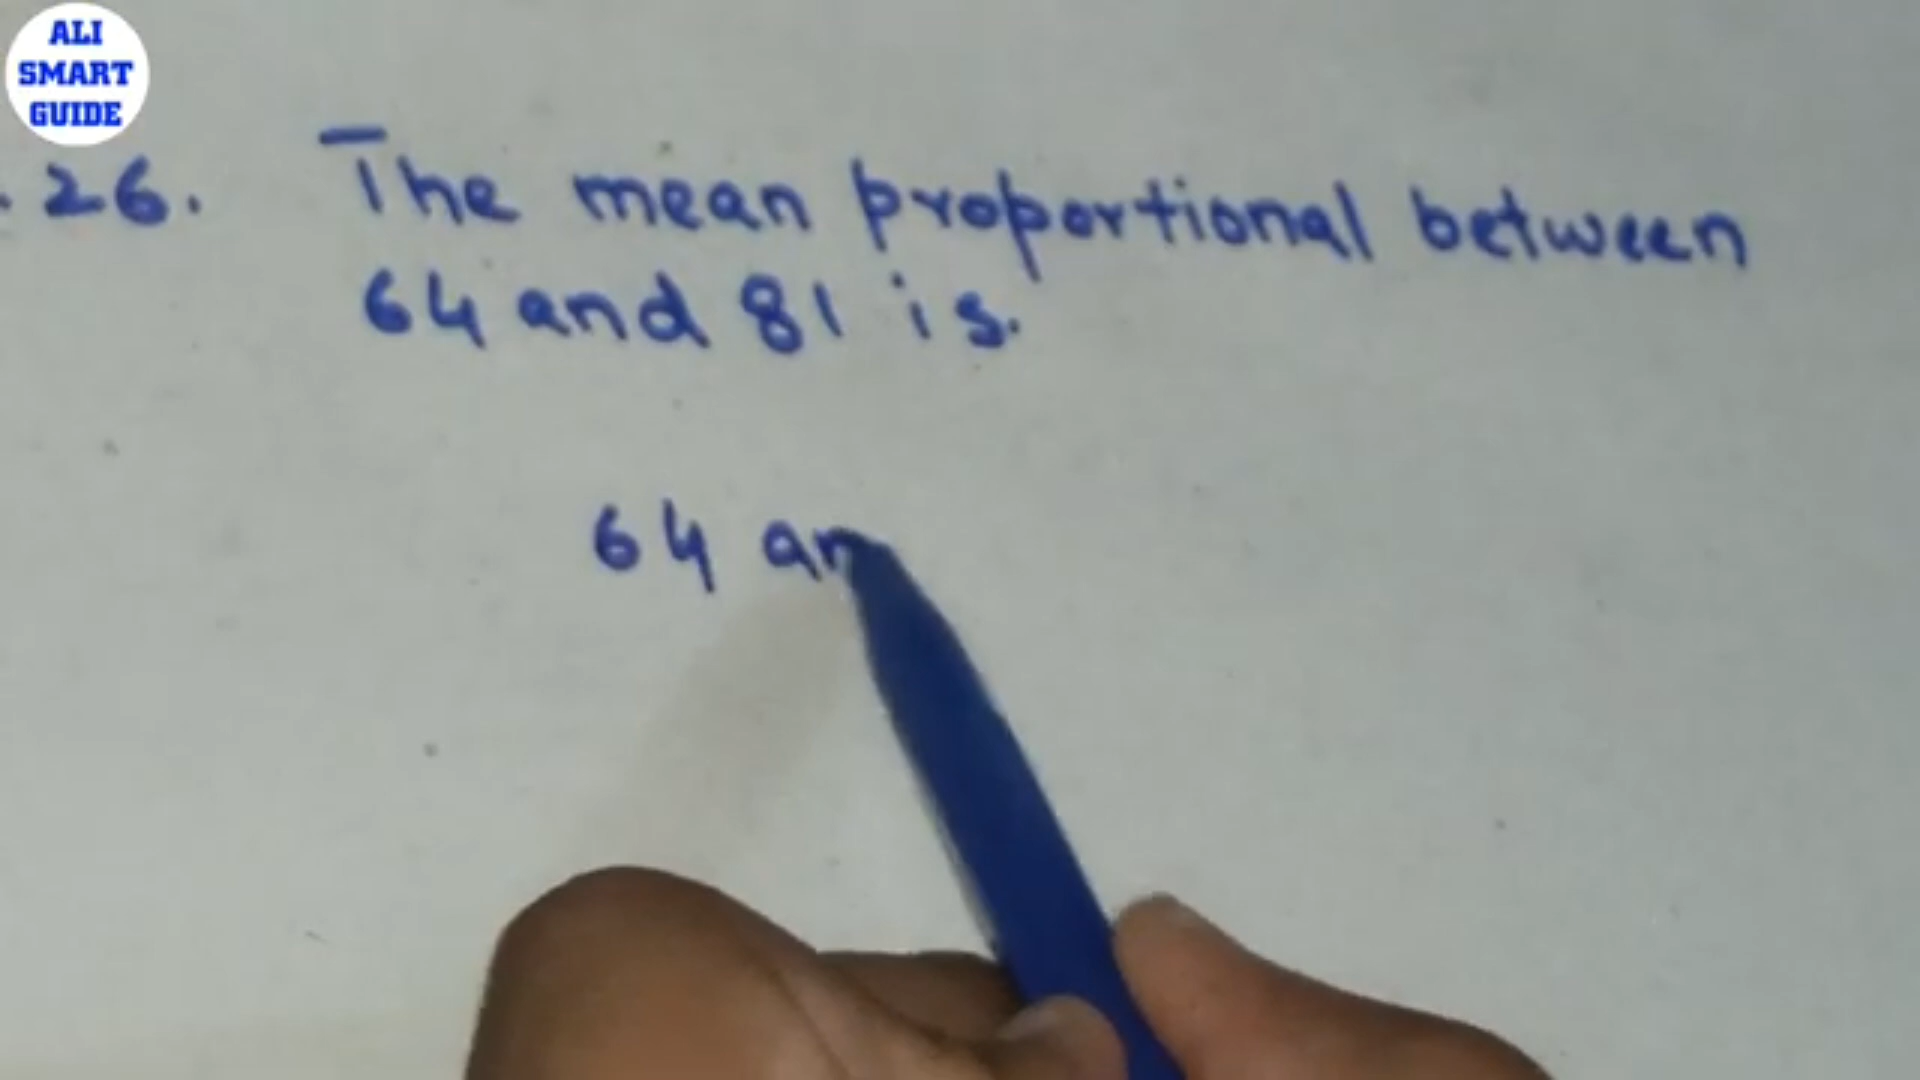 ALI
SMART
GUIDE
.26. The mean proportional between
64 and 81 is.
64 an